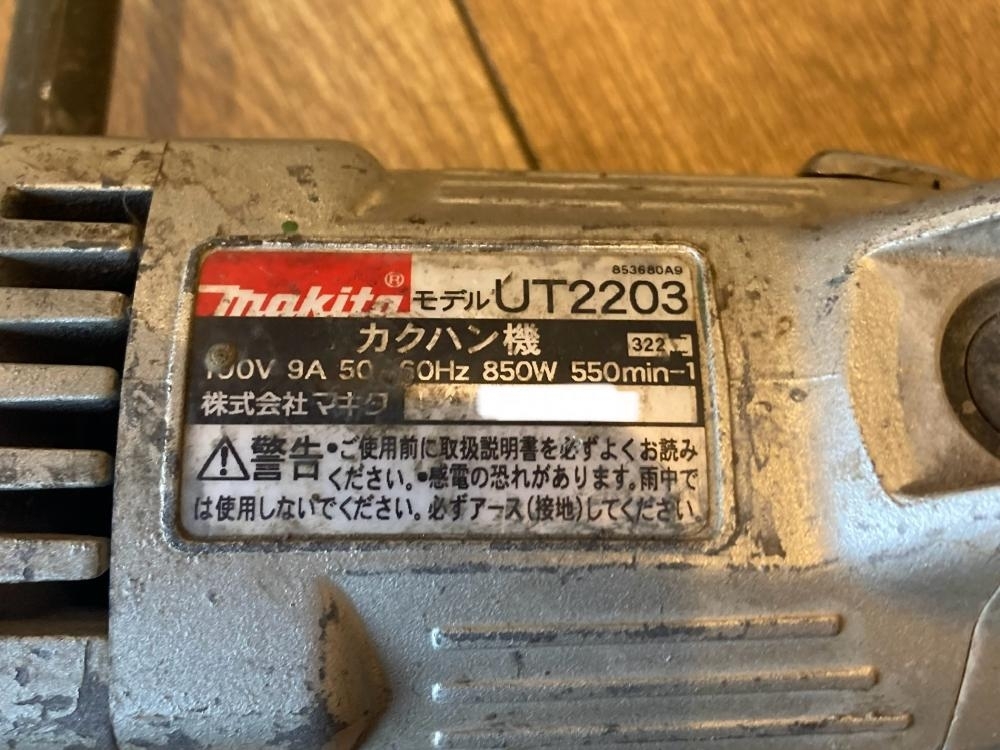 853680A9
makita® モデル UT2203
カクハン機 322
100V 9A 50-60Hz 850W 550min-1
株式会社マキタ
警告 •ご使用前に取扱説明書を必ずよくお読み
ください。•感電の恐れがあります。雨中で
は使用しないでください。必ずアース(接地)してください。